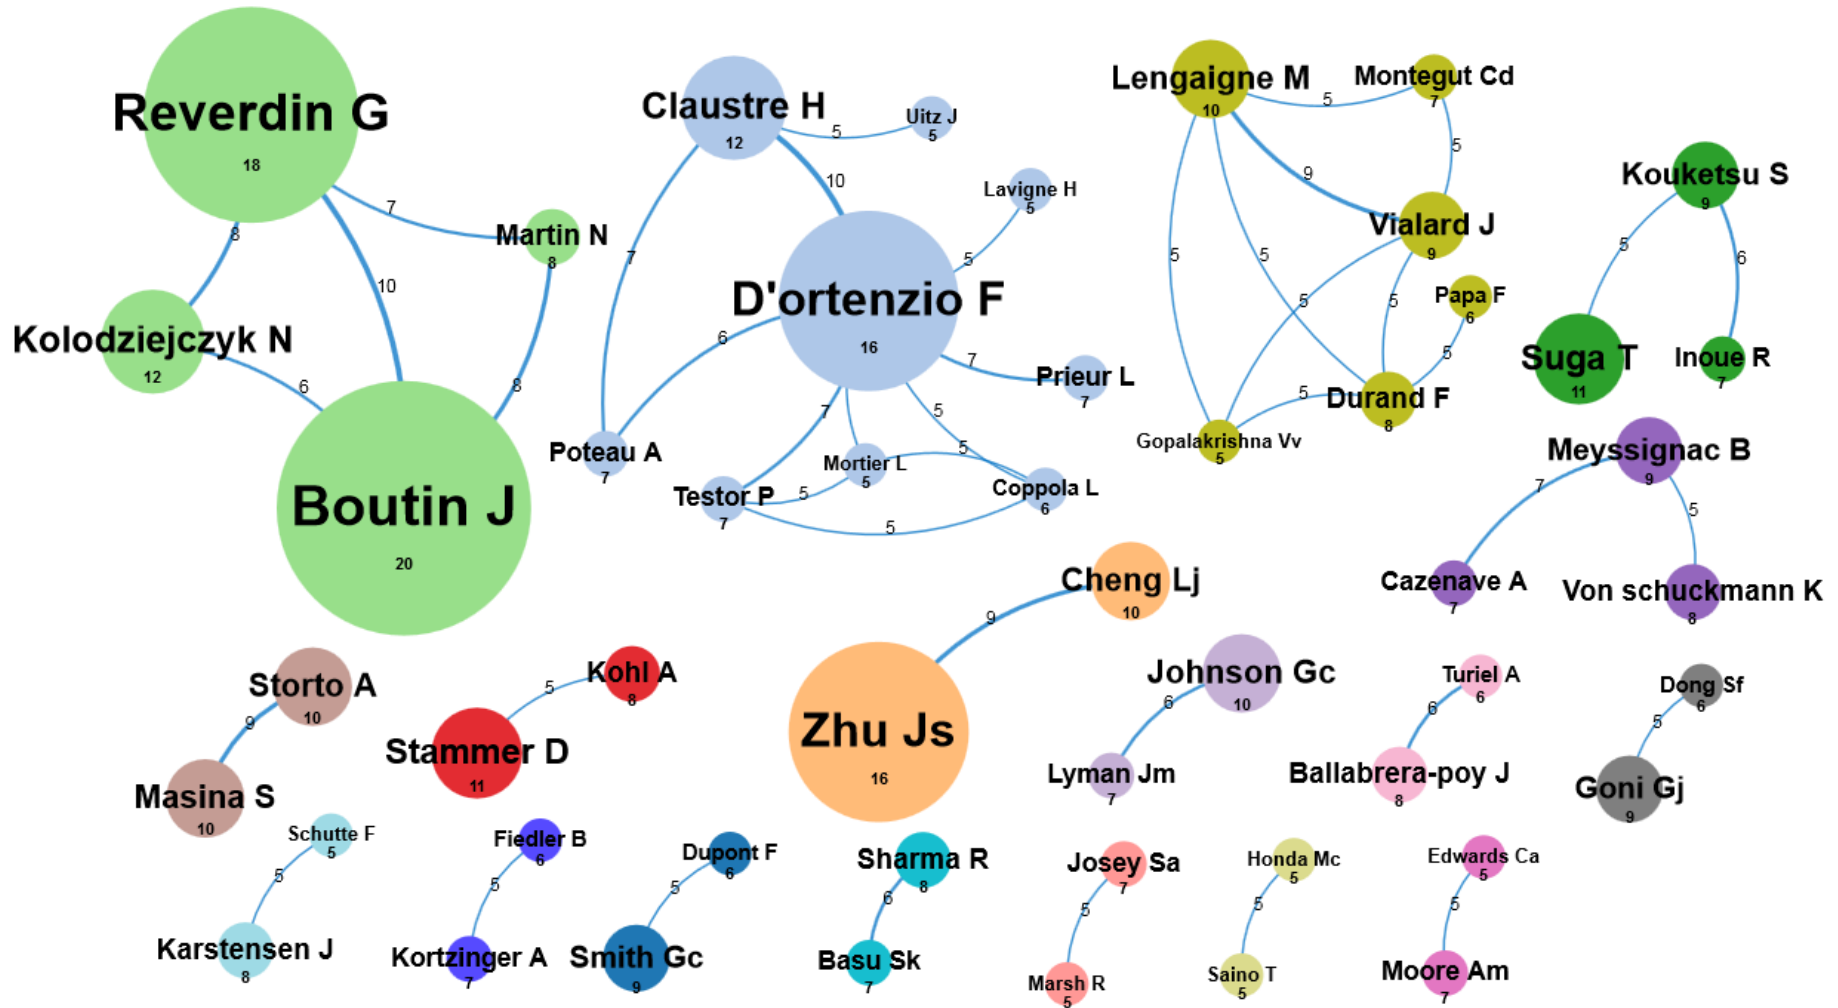 Reverdin G
18
8
7
10
Martin N
8
Kolodziejczyk N
12
6
8
Boutin J
20
Claustre H
12
5
Uitz J
5
10
7
Lavigne H
5
5
D'ortenzio F
16
6
7
Prieur L
7
7
5
5
Poteau A
7
Mortier L
5
Testor P
7
5
Coppola L
6
5
Lengaigne M
10
5
Montegut Cd
7
5
9
Vialard J
9
5
5
5
5
Papa F
6
5
5
Durand F
8
Gopalakrishna Vv
5
Kouketsu S
9
5
6
Suga T
11
Inoue R
7
Meyssignac B
9
7
5
Cazenave A
7
Von schuckmann K
8
Cheng Lj
10
9
Zhu Js
16
Storto A
10
9
Masina S
10
Kohl A
8
5
Stammer D
11
Johnson Gc
10
6
Lyman Jm
7
Turiel A
6
6
Ballabrera-poy J
8
Dong Sf
6
5
Goni Gj
9
Schutte F
5
5
Karstensen J
8
Fiedler B
6
5
Kortzinger A
7
Dupont F
6
5
Smith Gc
9
Sharma R
8
6
Basu Sk
7
Josey Sa
7
5
Marsh R
5
Honda Mc
5
5
Saino T
5
Edwards Ca
5
5
Moore Am
7